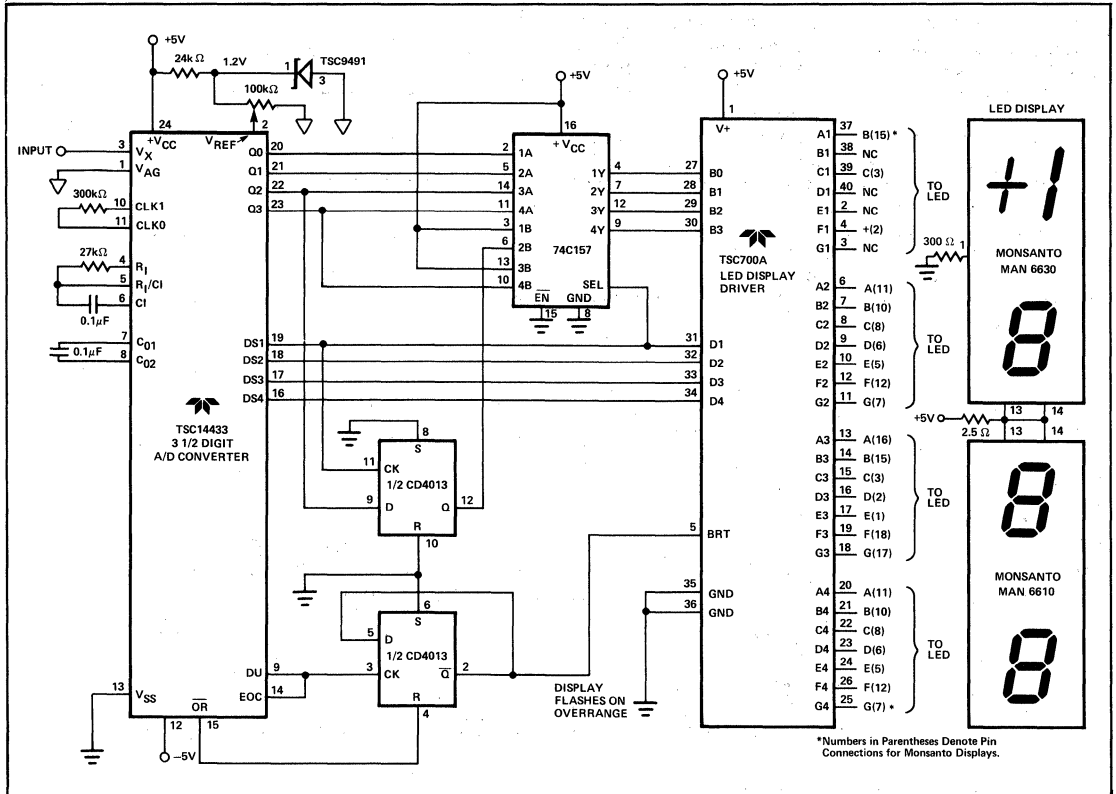 +5V
24k Ω
1.2V
1
TSC9491
3
100kΩ
24
+VCC
2
VREF
INPUT
3
VX
1
VAG
300kΩ
10
CLK1
11
CLK0
27kΩ
4
RI
5
RI/CI
6
CI
0.1μF
7
C01
0.1μF
8
C02
Q0
20
Q1
21
Q2
22
Q3
23
DS1
19
DS2
18
DS3
17
DS4
16
TSC14433
3 1/2 DIGIT
A/D CONVERTER
DU
9
EOC
14
13
VSS
12
OR
15
−5V
+5V
16
+ VCC
2
1A
5
2A
14
3A
11
4A
3
1B
6
2B
13
3B
10
4B
1Y
4
2Y
7
3Y
12
4Y
9
74C157
SEL
EN
15
GND
8
8
S
11
CK
1/2 CD4013
9
D
Q
12
R
10
6
S
5
D
1/2 CD4013
3
CK
Q
2
R
4
DISPLAY
FLASHES ON
OVERRANGE
+5V
1
V+
27
B0
28
B1
29
B2
30
B3
TSC700A
LED DISPLAY
DRIVER
31
D1
32
D2
33
D3
34
D4
5
BRT
35
GND
36
GND
A1 37 B(15) *
B1 38 NC
C1 39 C(3)
D1 40 NC
E1 2 NC
F1 4 +(2)
G1 3 NC
TO
LED
A2 6 A(11)
B2 7 B(10)
C2 8 C(8)
D2 9 D(6)
E2 10 E(5)
F2 12 F(12)
G2 11 G(7)
TO
LED
A3 13 A(16)
B3 14 B(15)
C3 15 C(3)
D3 16 D(2)
E3 17 E(1)
F3 19 F(18)
G3 18 G(17)
TO
LED
A4 20 A(11)
B4 21 B(10)
C4 22 C(8)
D4 23 D(6)
E4 24 E(5)
F4 26 F(12)
G4 25 G(7) *
TO
LED
LED DISPLAY
+1
300 Ω
1
MONSANTO
MAN 6630
8
13
14
+5V
2.5 Ω
13
14
8
MONSANTO
MAN 6610
8
*Numbers in Parentheses Denote Pin
Connections for Monsanto Displays.